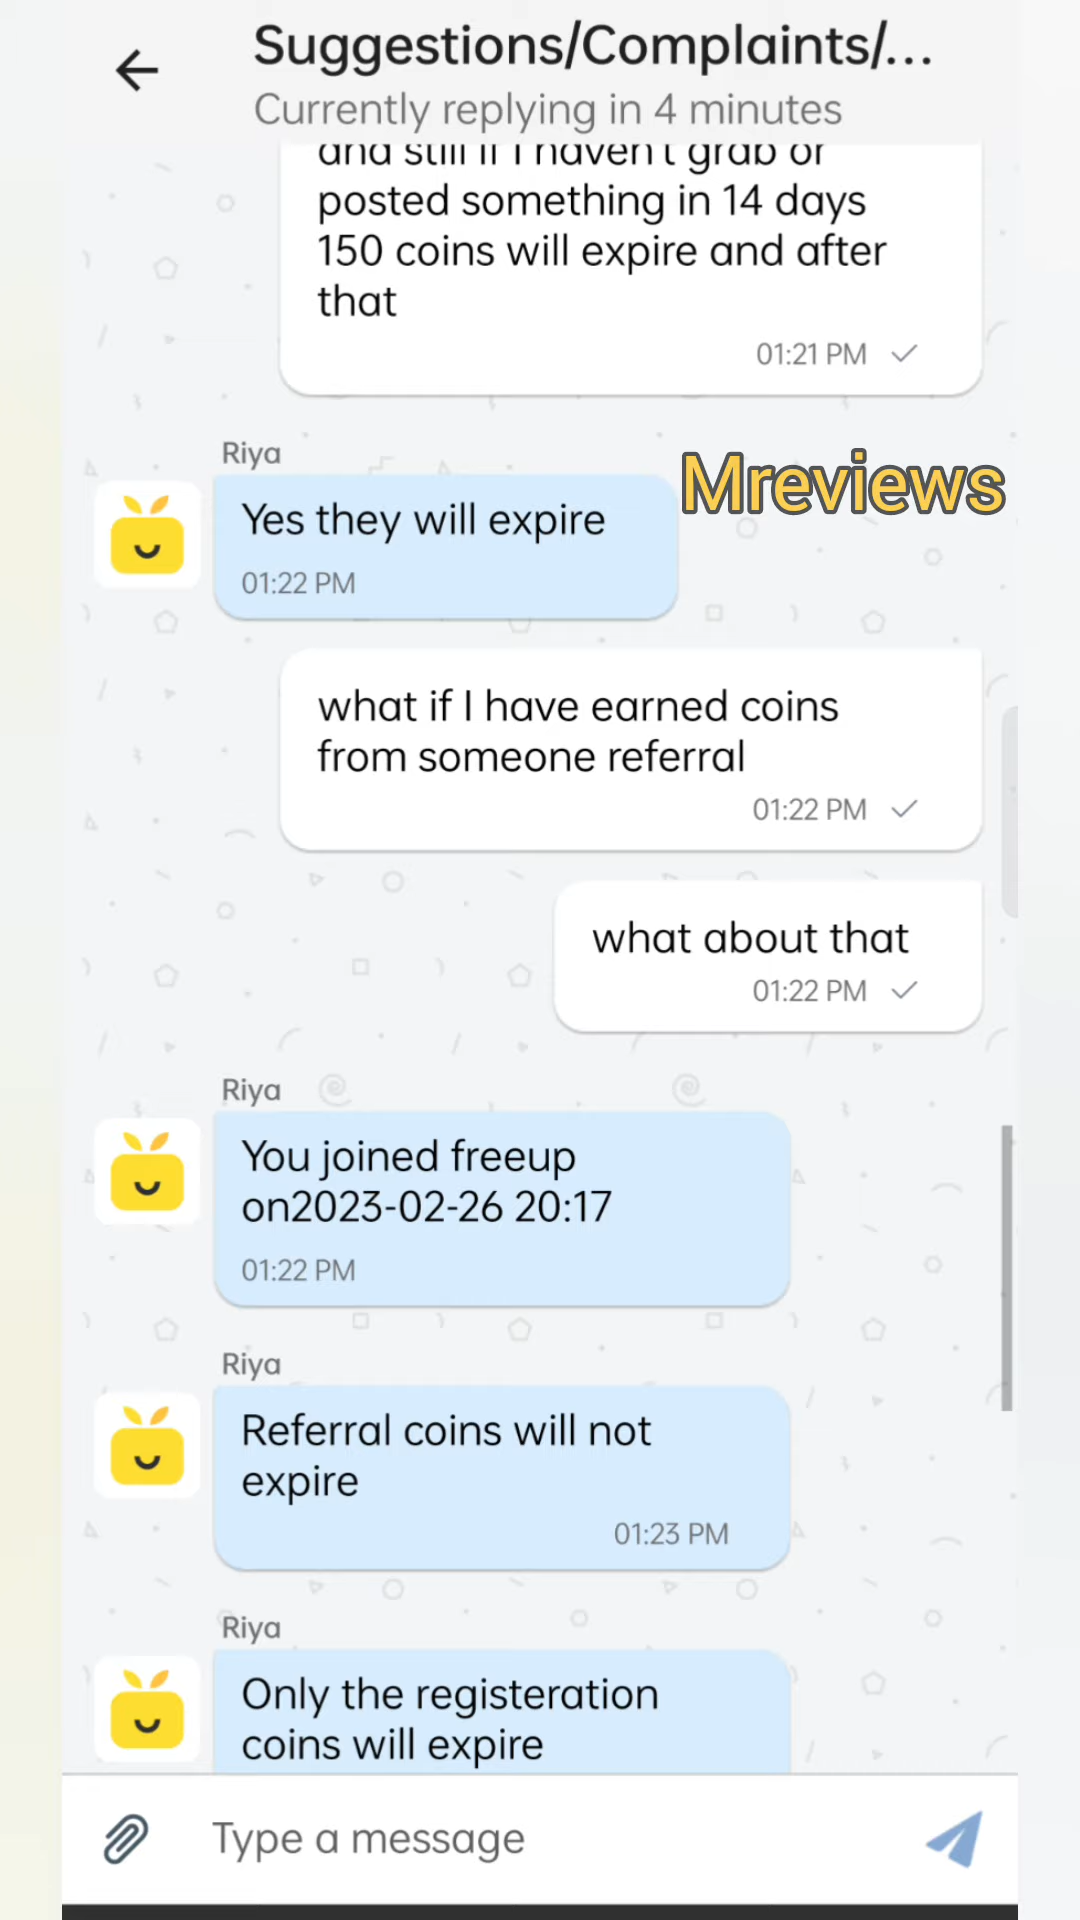 Suggestions/Complaints/...
Currently replying in 4 minutes
and still if I haven't grab or
posted something in 14 days
150 coins will expire and after
that
01:21 PM
Riya
Mreviews
Yes they will expire
01:22 PM
what if I have earned coins
from someone referral
01:22 PM
what about that
01:22 PM
Riya
You joined freeup
on2023-02-26 20:17
01:22 PM
Riya
Referral coins will not
expire
01:23 PM
Riya
Only the registeration
coins will expire
Type a message